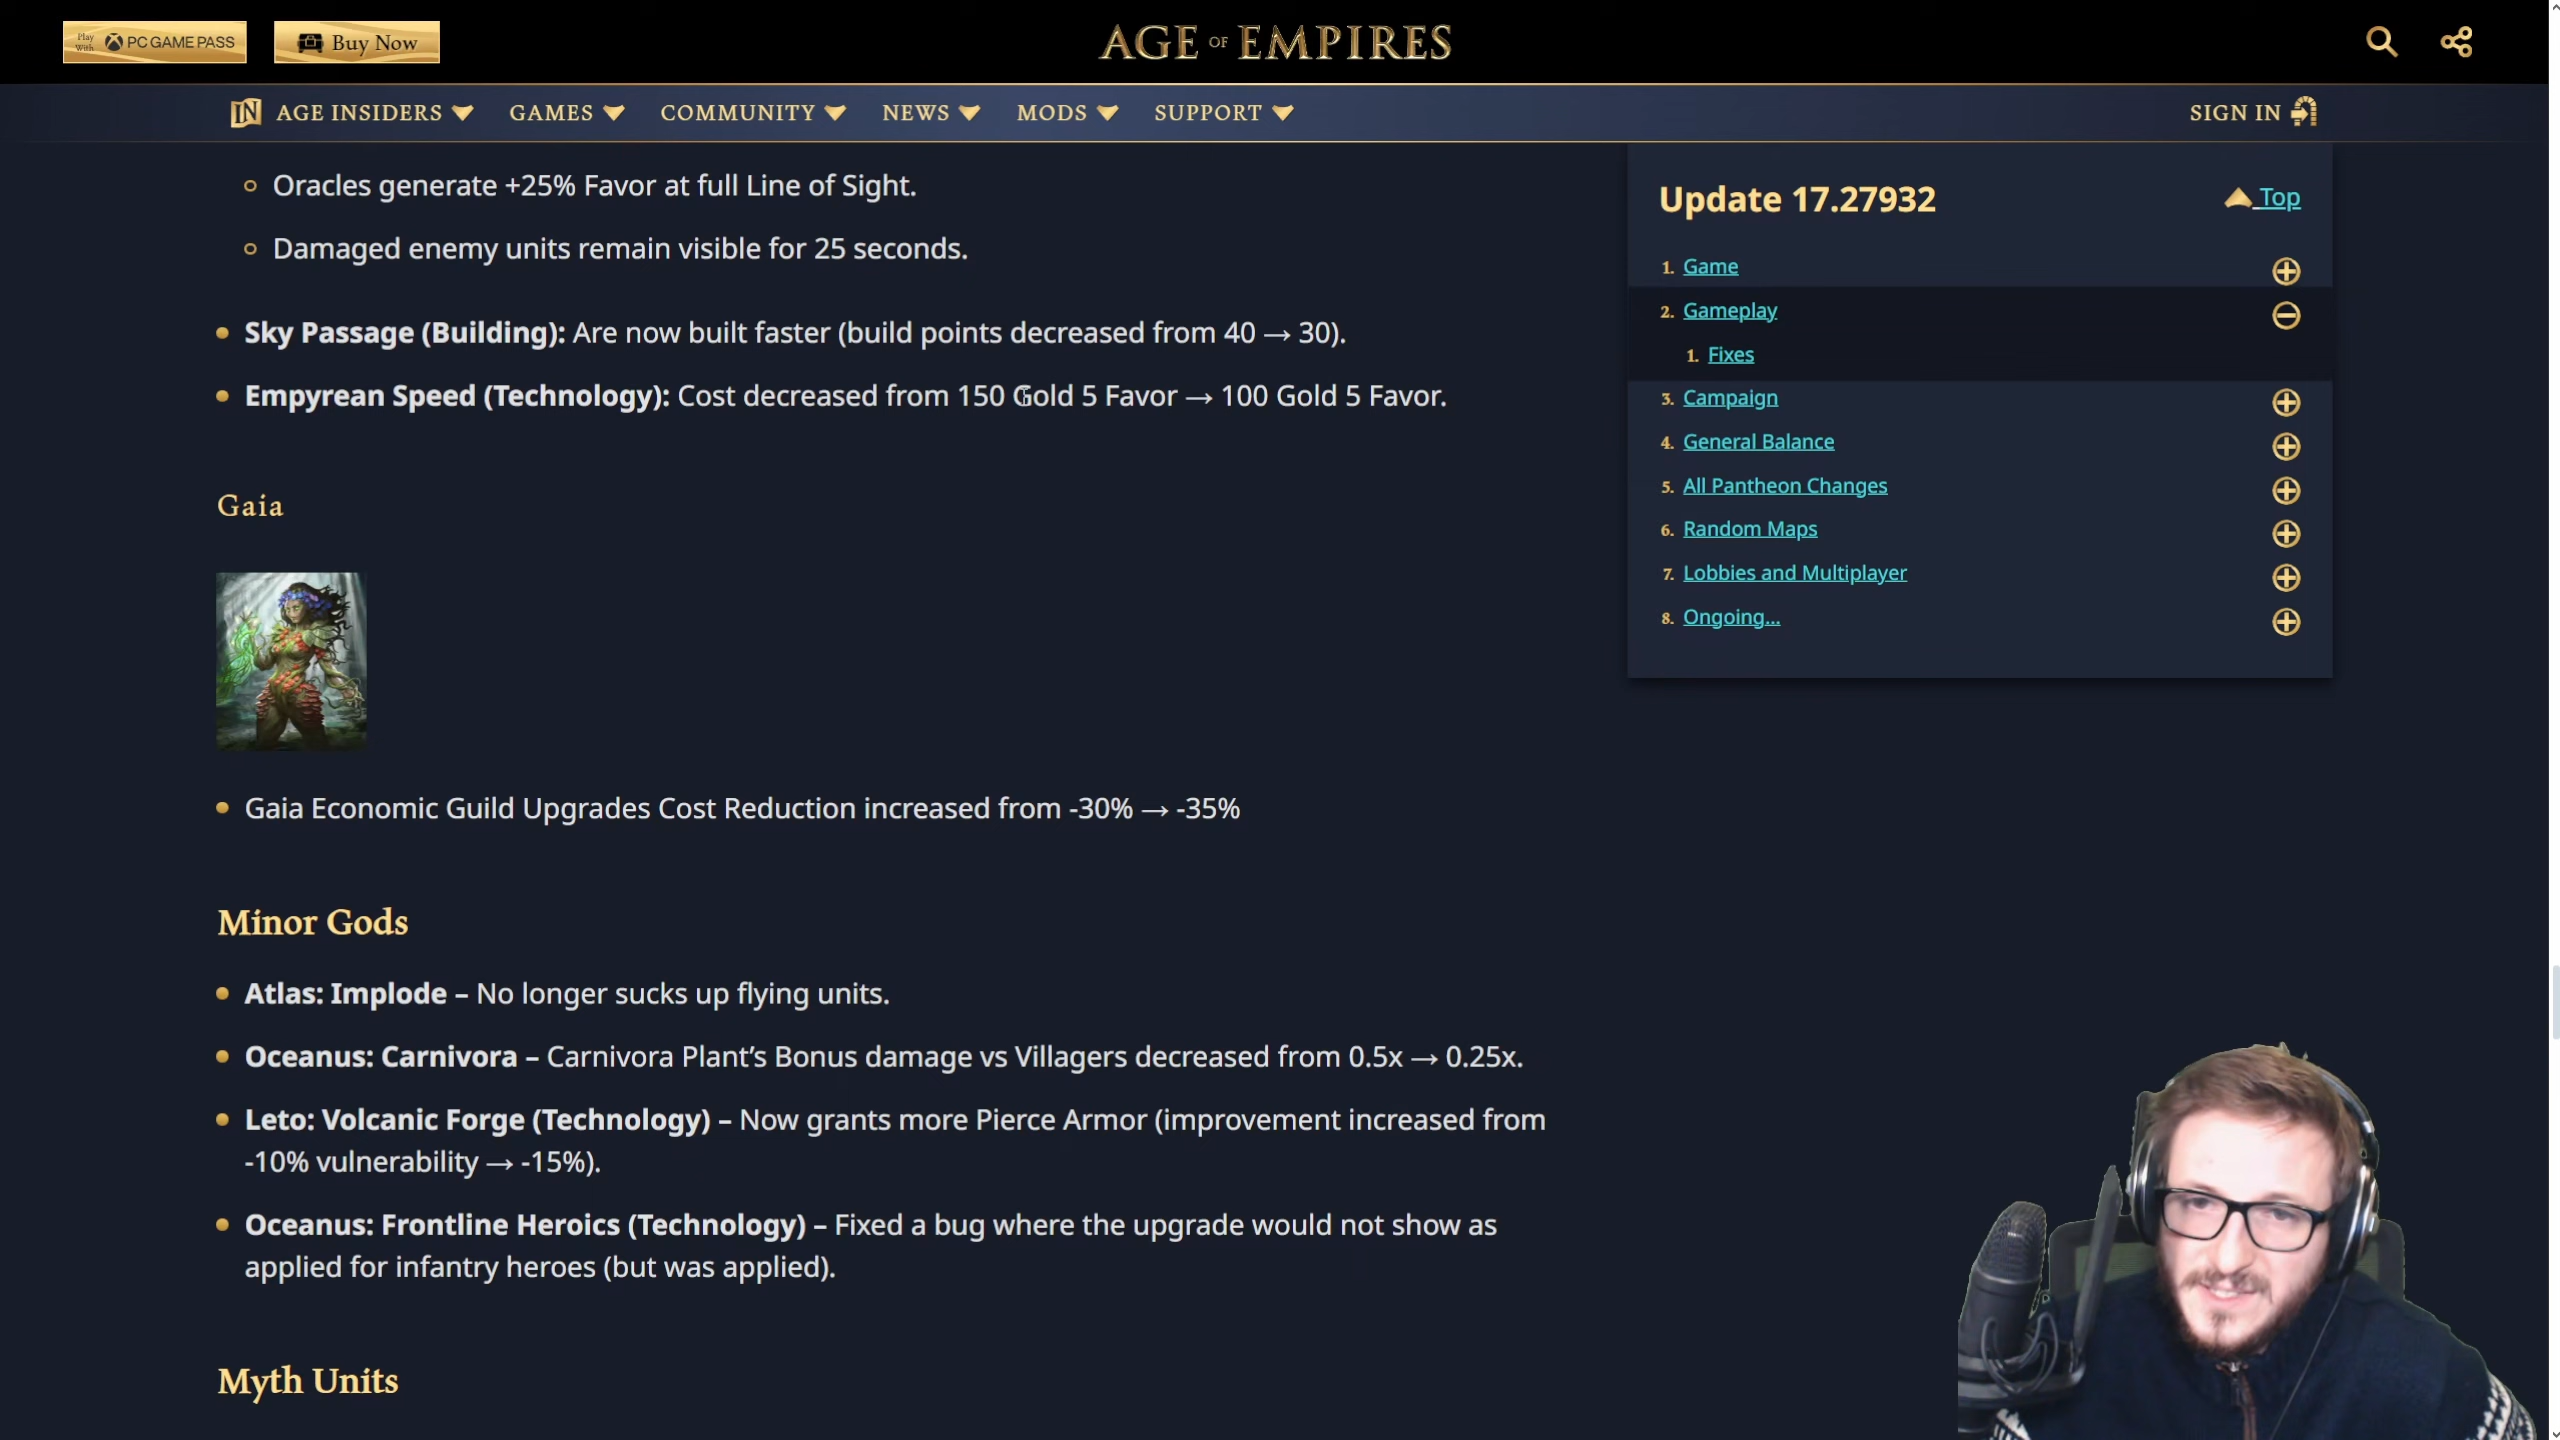 Play With PC GAME PASS
Buy Now
AGE OF EMPIRES
IN AGE INSIDERS
GAMES
COMMUNITY
NEWS
MODS
SUPPORT
SIGN IN
Oracles generate +25% Favor at full Line of Sight.
Damaged enemy units remain visible for 25 seconds.
Sky Passage (Building): Are now built faster (build points decreased from 40 → 30).
Empyrean Speed (Technology): Cost decreased from 150 Gold 5 Favor → 100 Gold 5 Favor.
Gaia
Gaia Economic Guild Upgrades Cost Reduction increased from -30% → -35%
Minor Gods
Atlas: Implode – No longer sucks up flying units.
Oceanus: Carnivora – Carnivora Plant’s Bonus damage vs Villagers decreased from 0.5x → 0.25x.
Leto: Volcanic Forge (Technology) – Now grants more Pierce Armor (improvement increased from
-10% vulnerability → -15%).
Oceanus: Frontline Heroics (Technology) – Fixed a bug where the upgrade would not show as
applied for infantry heroes (but was applied).
Myth Units
Update 17.27932
Top
1. Game
2. Gameplay
1. Fixes
3. Campaign
4. General Balance
5. All Pantheon Changes
6. Random Maps
7. Lobbies and Multiplayer
8. Ongoing...